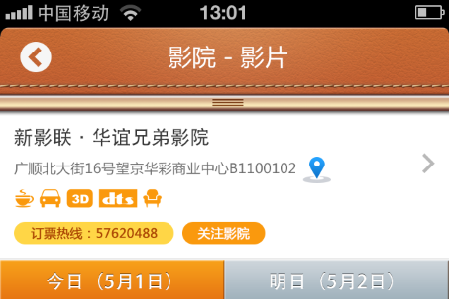 中国移动 13:01
影院 - 影片
新影联 · 华谊兄弟影院
广顺北大街16号望京华彩商业中心B1100102
3D dts
订票热线：57620488 关注影院
今日（5月1日） 明日（5月2日）